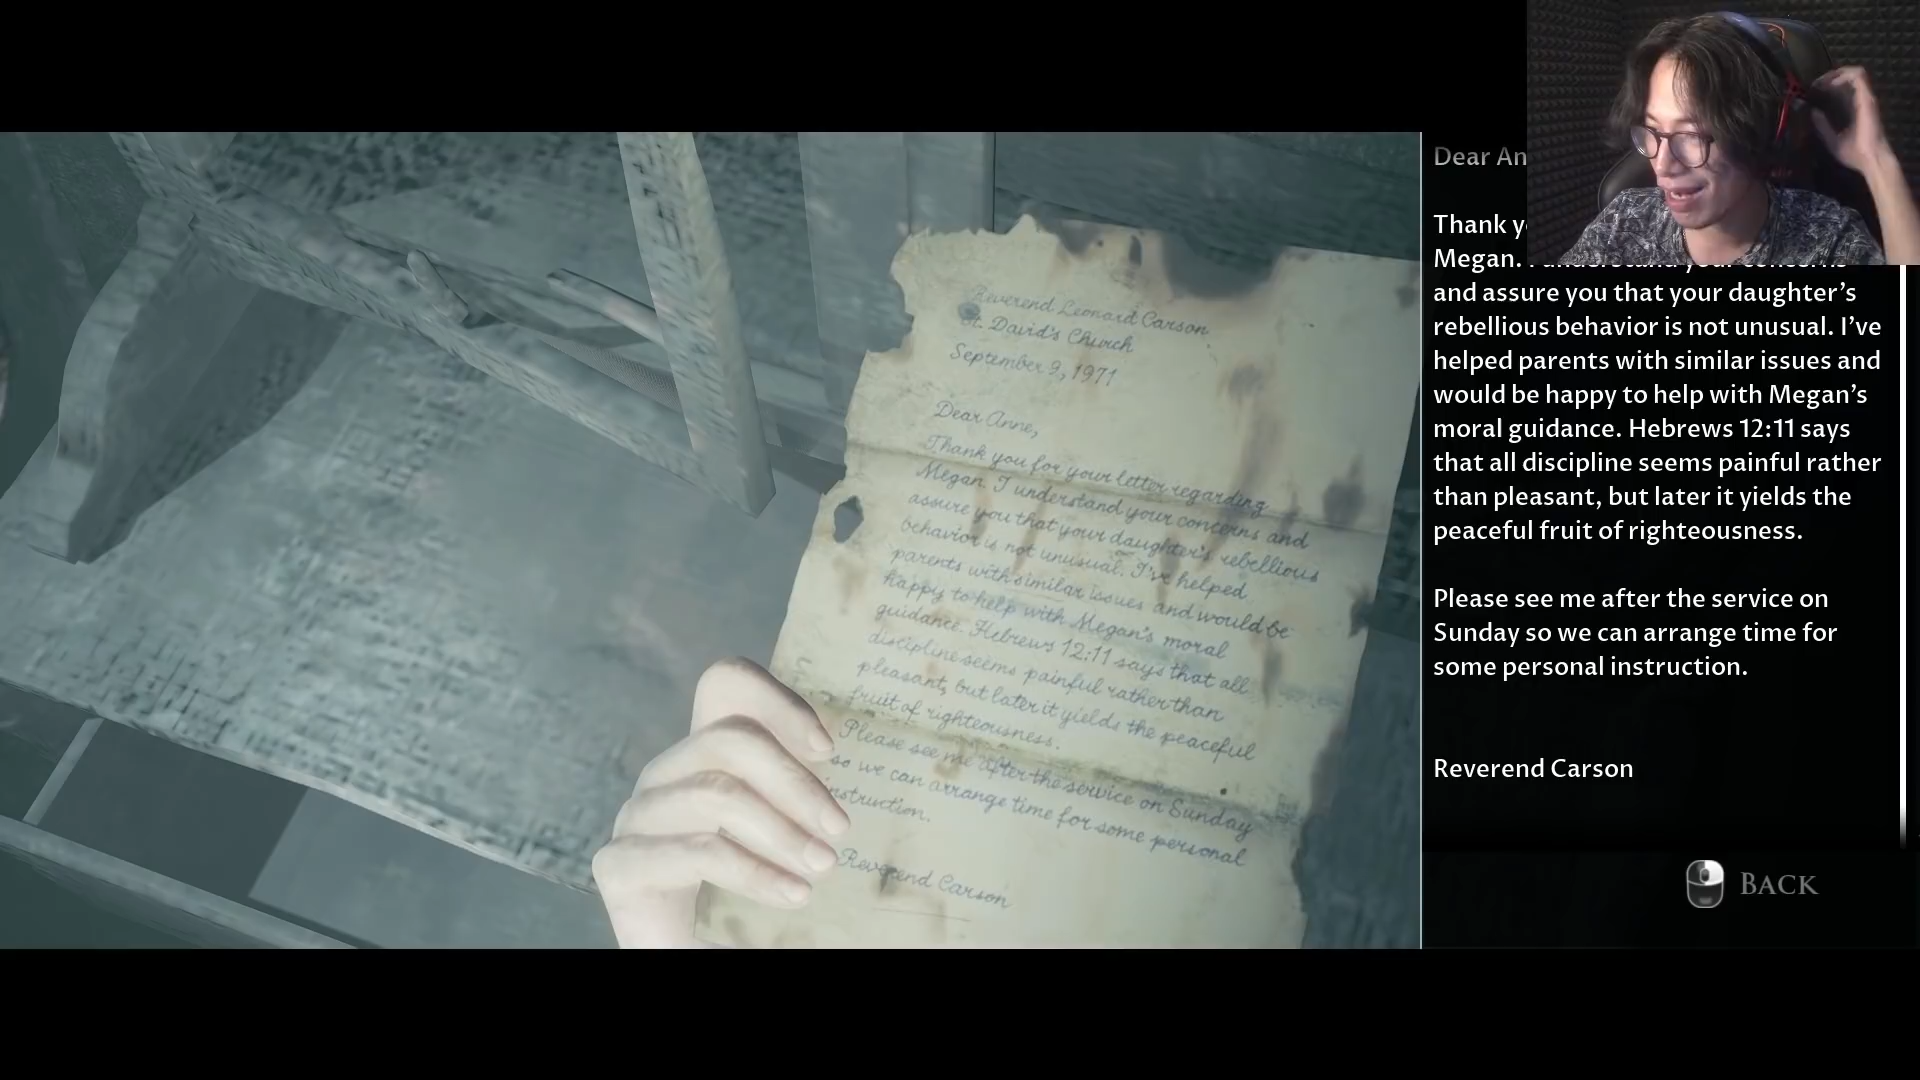 Reverend Leonard Carson
St. David's Church
September 9, 1971
Dear Anne,
Thank you for your letter regarding
Megan. I understand your concerns and
assure you that your daughter's rebellious
behavior is not unusual. I've helped
parents with similar issues and would be
happy to help with Megan's moral
guidance. Hebrews 12:11 says that all
discipline seems painful rather than
pleasant, but later it yields the peaceful
fruit of righteousness.
Please see me after the service on Sunday
so we can arrange time for some personal
instruction.
Reverend Carson
Dear An
Thank y
Megan. I understand your concerns
and assure you that your daughter's
rebellious behavior is not unusual. I've
helped parents with similar issues and
would be happy to help with Megan's
moral guidance. Hebrews 12:11 says
that all discipline seems painful rather
than pleasant, but later it yields the
peaceful fruit of righteousness.
Please see me after the service on
Sunday so we can arrange time for
some personal instruction.
Reverend Carson
BACK